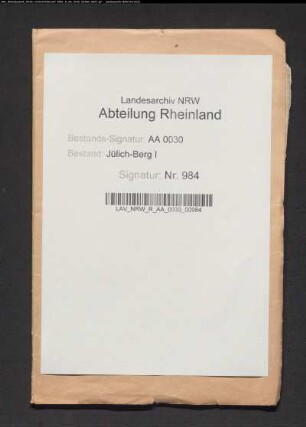 Landesarchiv NRW
Abteilung Rheinland
Bestands-Signatur: AA 0030
Bestand: Jülich-Berg I
Signatur: Nr. 984
LAV_NRW_R_AA_0030_00984